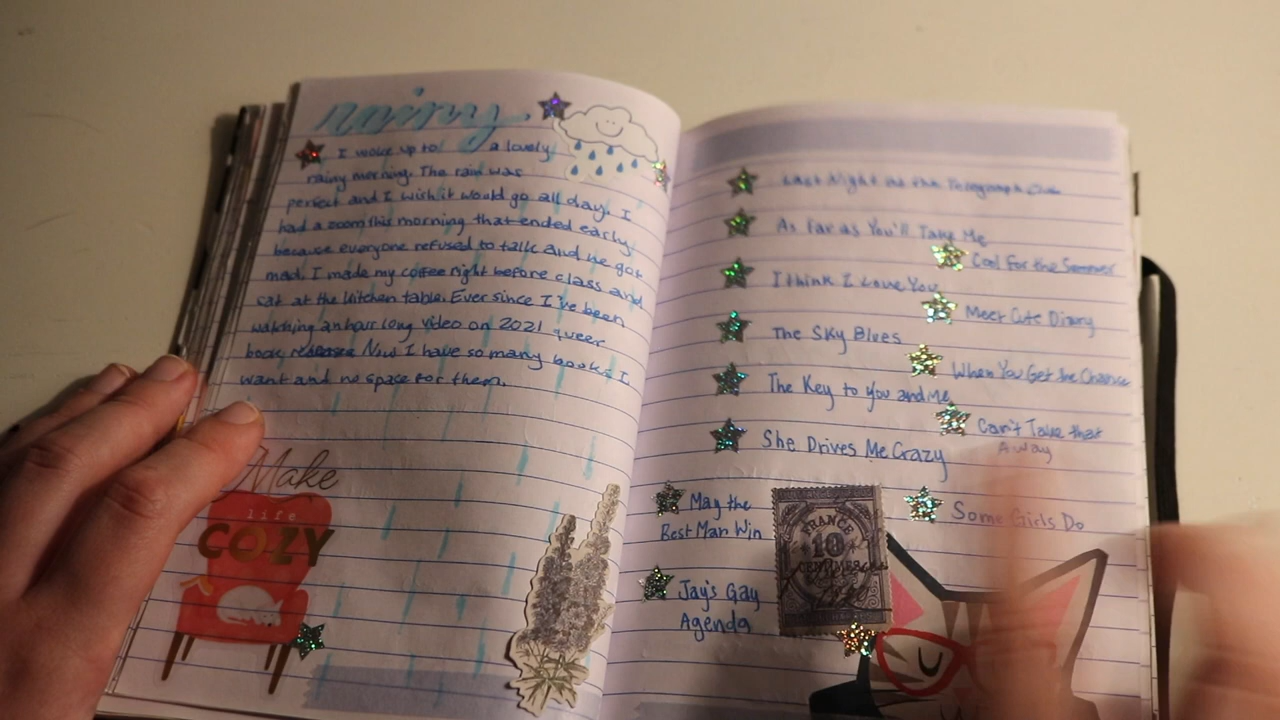 rainy
I woke up to a lovely
rainy morning. The rain was
perfect and I wish it would go all day. I
had a zoom this morning that ended early
because everyone refused to talk and he got
mad. I made my coffee right before class and
sat at the kitchen table. Ever since I've been
watching an hour long video on 2021 queer
book releases. Now I have so many books I
want and no space for them.
Make
life
COZY
Last Night at the Telegraph Club
As Far as You'll Take Me
Cool For the Summer
I Think I Love You
Meet Cute Diary
The Sky Blues
When You Get the Chance
The Key to You and Me
Can't Take that
Away
She Drives Me Crazy
May the
Best Man Win
Some Girls Do
Jay's Gay
Agenda
FRANCE
10
CENTIMES